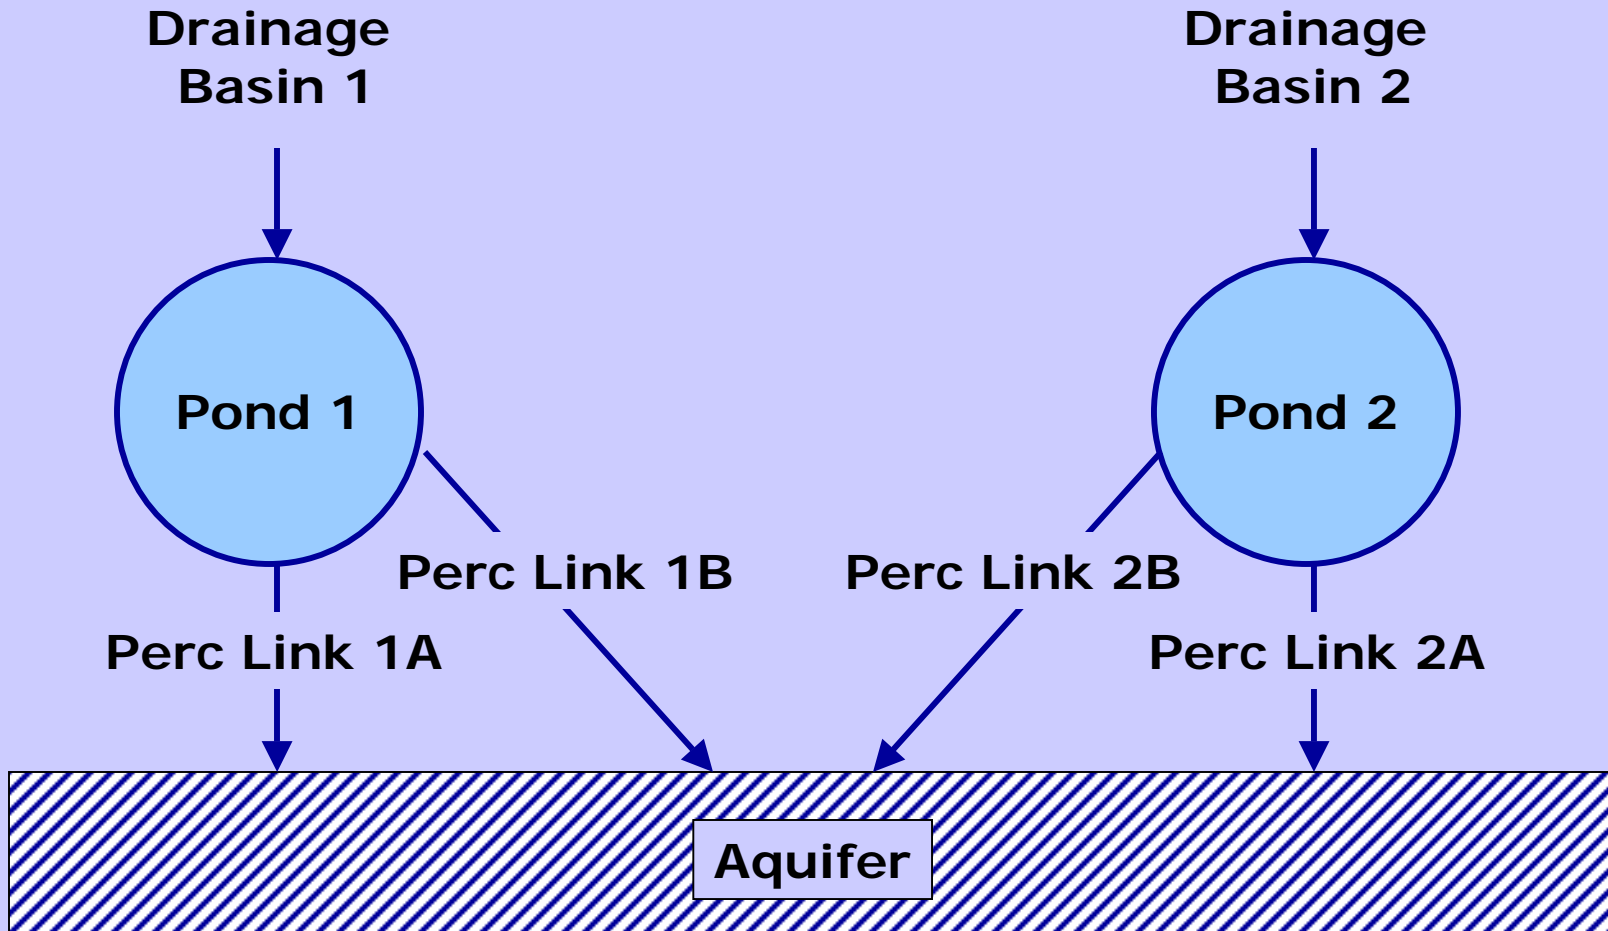 Drainage
Basin 1
Drainage
Basin 2
Pond 1
Pond 2
Perc Link 1B
Perc Link 2B
Perc Link 1A
Perc Link 2A
Aquifer